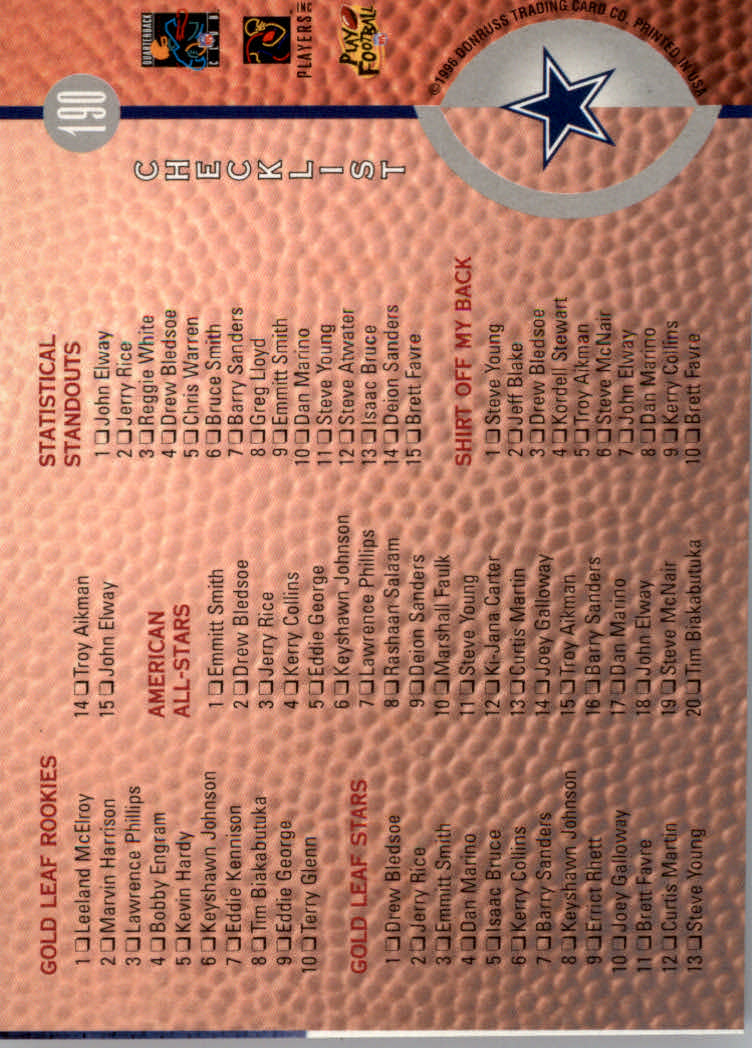 GOLD LEAF ROOKIES
1 Leeland McElroy
2 Marvin Harrison
3 Lawrence Phillips
4 Bobby Engram
5 Kevin Hardy
6 Keyshawn Johnson
7 Eddie Kennison
8 Tim Biakabutuka
9 Eddie George
10 Terry Glenn
GOLD LEAF STARS
1 Drew Bledsoe
2 Jerry Rice
3 Emmitt Smith
4 Dan Marino
5 Isaac Bruce
6 Kerry Collins
7 Barry Sanders
8 Keyshawn Johnson
9 Errict Rhett
10 Joey Galloway
11 Brett Favre
12 Curtis Martin
13 Steve Young
14 Troy Aikman
15 John Elway
AMERICAN
ALL-STARS
1 Emmitt Smith
2 Drew Bledsoe
3 Jerry Rice
4 Kerry Collins
5 Eddie George
6 Keyshawn Johnson
7 Lawrence Phillips
8 Rashaan Salaam
9 Deion Sanders
10 Marshall Faulk
11 Steve Young
12 Ki-Jana Carter
13 Curtis Martin
14 Joey Galloway
15 Troy Aikman
16 Barry Sanders
17 Dan Marino
18 John Elway
19 Steve McNair
20 Tim Biakabutuka
STATISTICAL
STANDOUTS
1 John Elway
2 Jerry Rice
3 Reggie White
4 Drew Bledsoe
5 Chris Warren
6 Bruce Smith
7 Barry Sanders
8 Greg Lloyd
9 Emmitt Smith
10 Dan Marino
11 Steve Young
12 Steve Atwater
13 Isaac Bruce
14 Deion Sanders
15 Brett Favre
SHIRT OFF MY BACK
1 Steve Young
2 Jeff Blake
3 Drew Bledsoe
4 Kordell Stewart
5 Troy Aikman
6 Steve McNair
7 John Elway
8 Dan Marino
9 Kerry Collins
10 Brett Favre
CHECKLIST
190
QUARTERBACK
CLUB
PLAYERS INC
PLAY
FOOTBALL
©1996 DONRUSS TRADING CARD CO. PRINTED IN USA